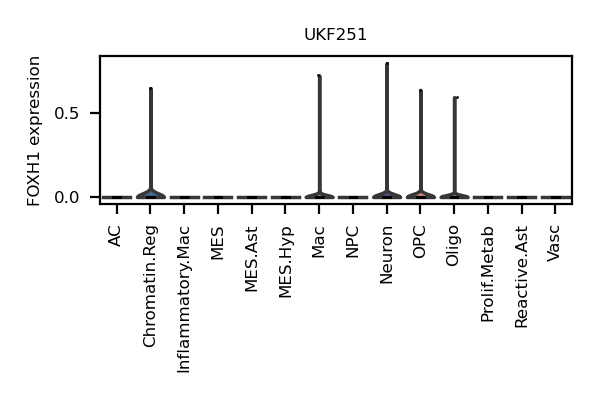 UKF251
FOXH1 expression
0.5
0.0
AC
Chromatin.Reg
Inflammatory.Mac
MES
MES.Ast
MES.Hyp
Mac
NPC
Neuron
OPC
Oligo
Prolif.Metab
Reactive.Ast
Vasc